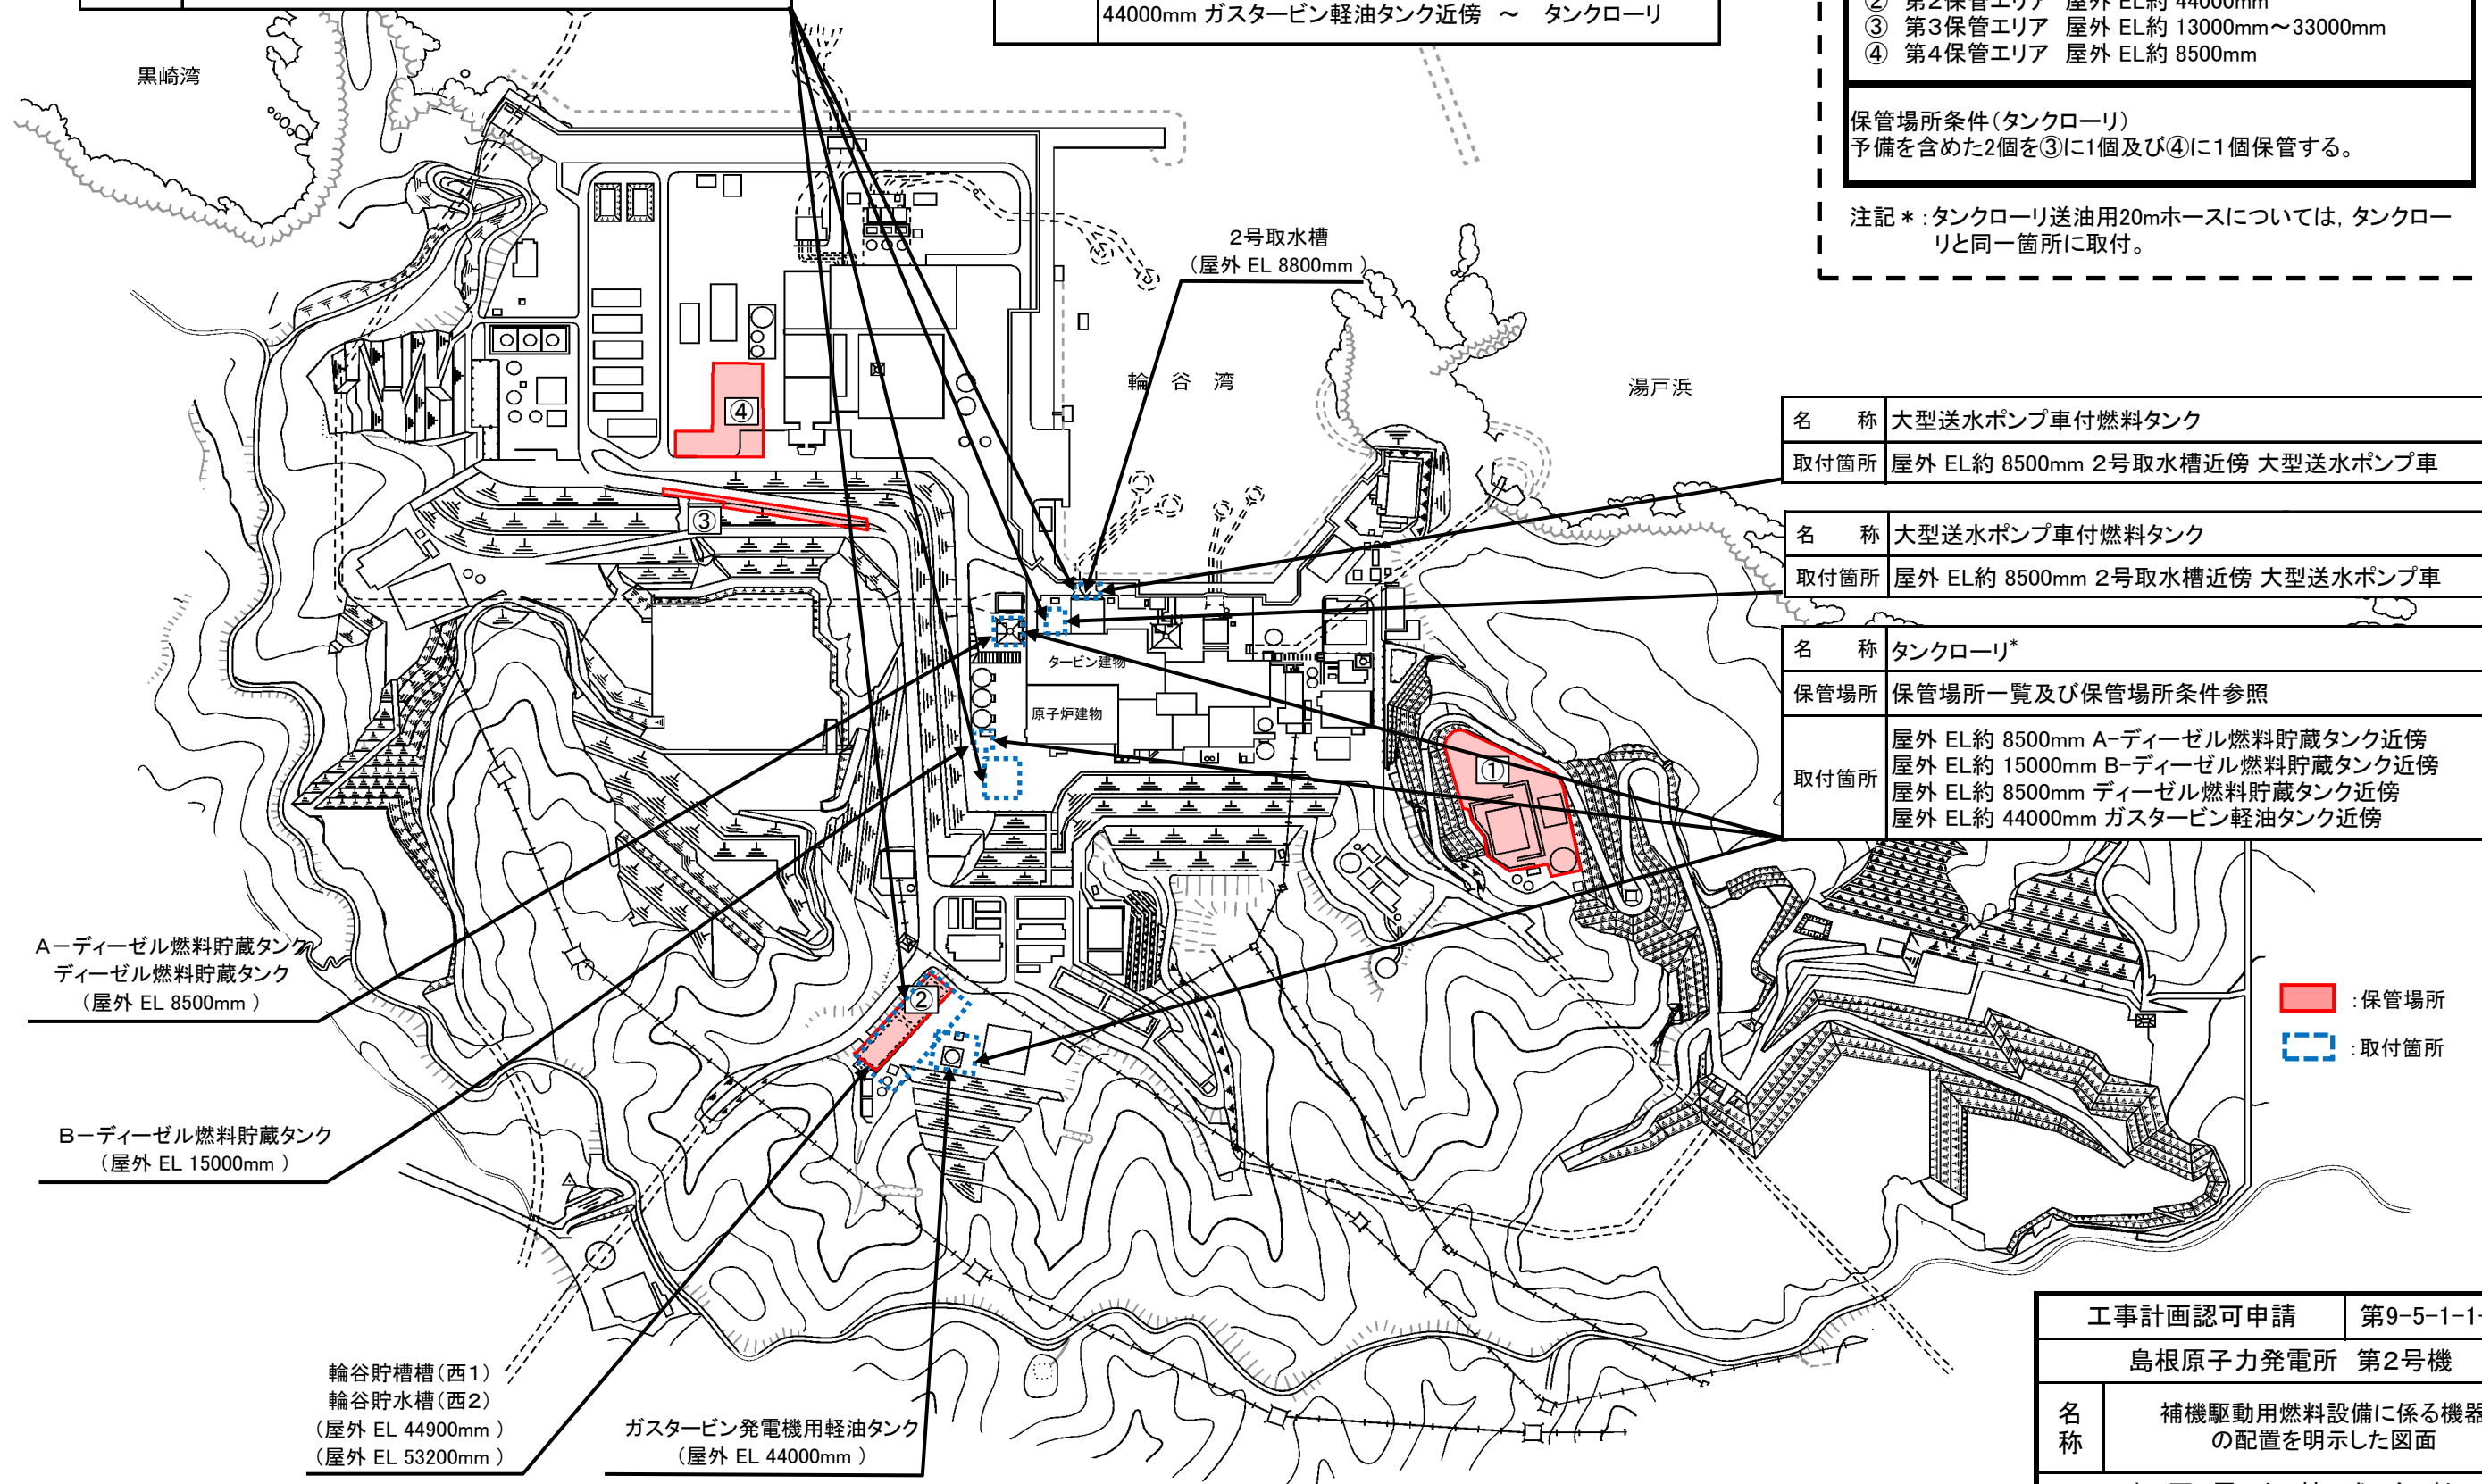 44000mm ガスタービン軽油タンク近傍 ～ タンクローリ
② 第2保管エリア 屋外 EL約 44000mm
③ 第3保管エリア 屋外 EL約 13000mm～33000mm
④ 第4保管エリア 屋外 EL約 8500mm
保管場所条件(タンクローリ)
予備を含めた2個を③に1個及び④に1個保管する。
注記＊:タンクローリ送油用20mホースについては，タンクロー
リと同一箇所に取付。
黒崎湾
2号取水槽
(屋外 EL 8800mm )
輪 谷 湾
湯戸浜
名 称 大型送水ポンプ車付燃料タンク
取付箇所 屋外 EL約 8500mm 2号取水槽近傍 大型送水ポンプ車
名 称 大型送水ポンプ車付燃料タンク
取付箇所 屋外 EL約 8500mm 2号取水槽近傍 大型送水ポンプ車
名 称 タンクローリ*
保管場所 保管場所一覧及び保管場所条件参照
取付箇所
屋外 EL約 8500mm A-ディーゼル燃料貯蔵タンク近傍
屋外 EL約 15000mm B-ディーゼル燃料貯蔵タンク近傍
屋外 EL約 8500mm ディーゼル燃料貯蔵タンク近傍
屋外 EL約 44000mm ガスタービン軽油タンク近傍
④
③
タービン建物
原子炉建物
①
②
A－ディーゼル燃料貯蔵タンク
ディーゼル燃料貯蔵タンク
(屋外 EL 8500mm )
B－ディーゼル燃料貯蔵タンク
(屋外 EL 15000mm )
輪谷貯槽槽(西1)
輪谷貯水槽(西2)
(屋外 EL 44900mm )
(屋外 EL 53200mm )
ガスタービン発電機用軽油タンク
(屋外 EL 44000mm )
:保管場所
:取付箇所
工事計画認可申請 第9-5-1-1-
島根原子力発電所 第2号機
名称 補機駆動用燃料設備に係る機器
の配置を明示した図面